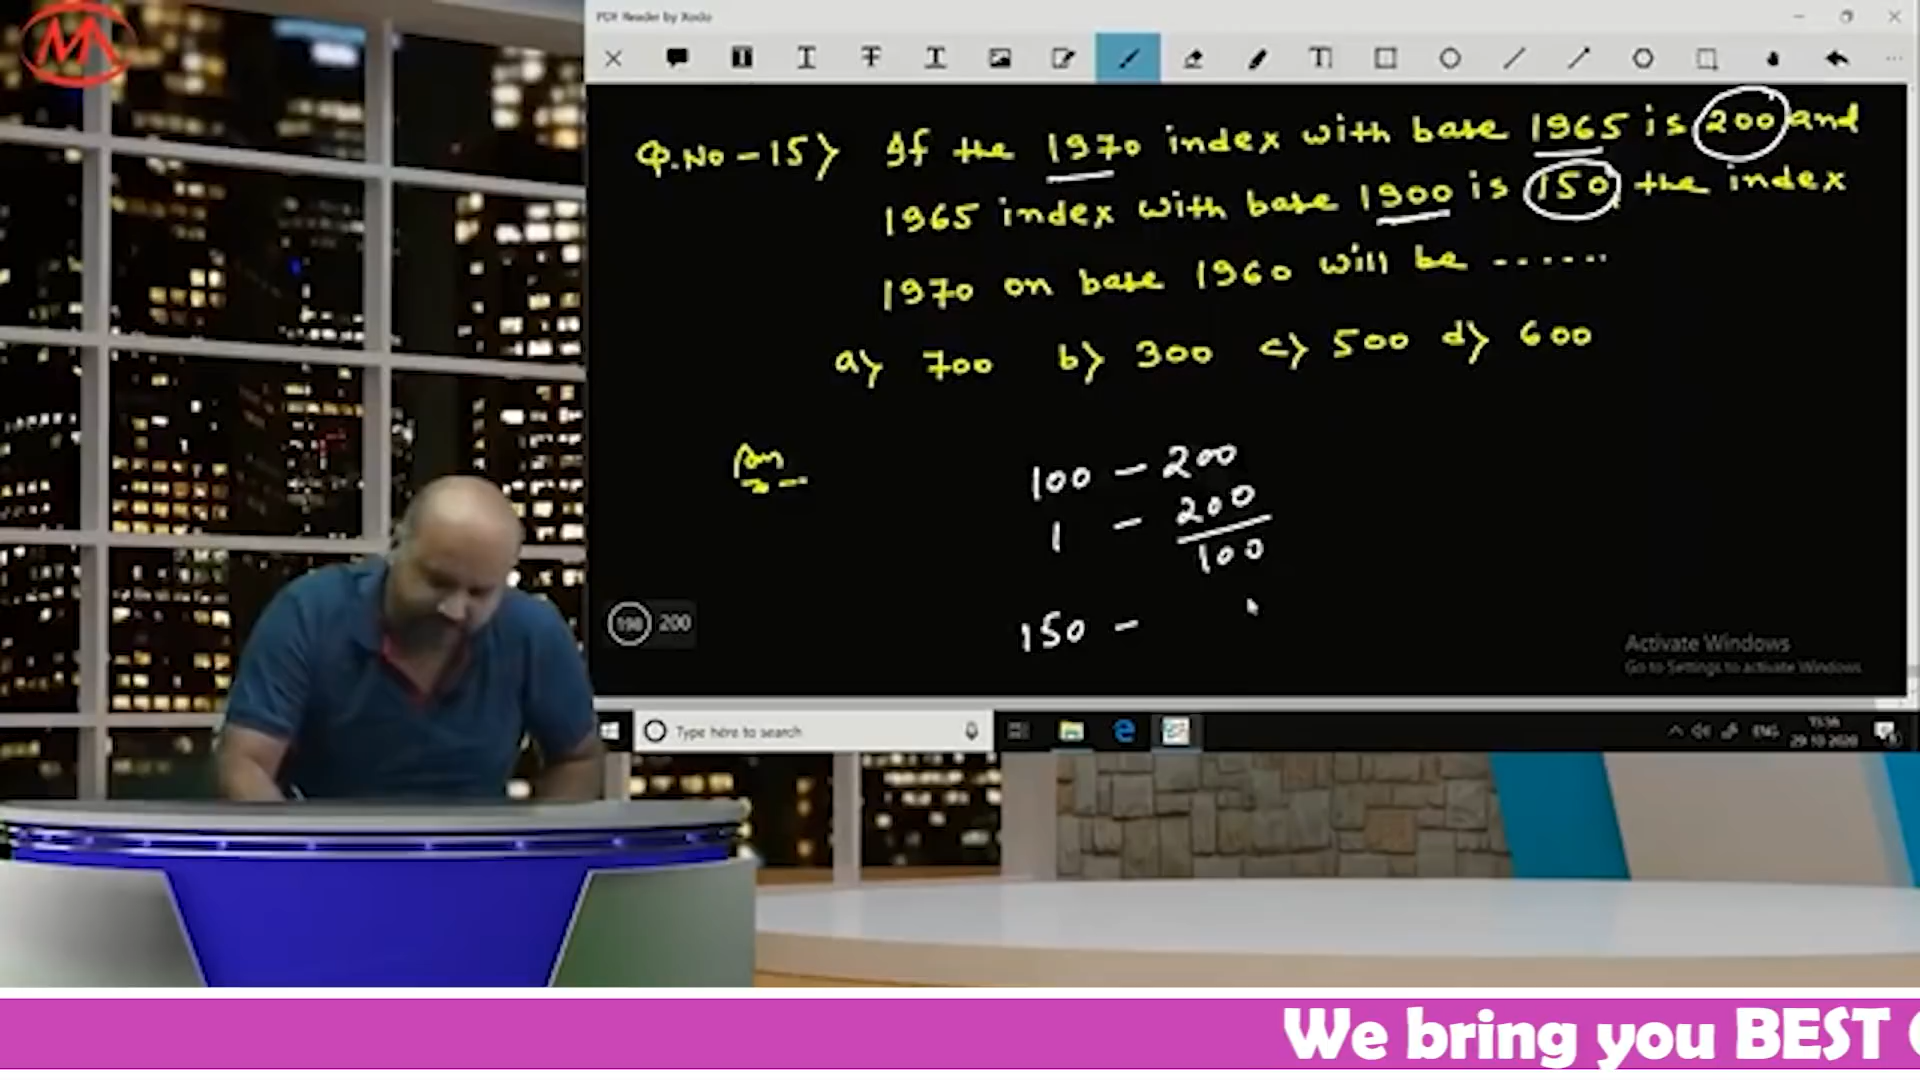 PDF Reader by Xodo
Q.No-15) If the 1970 index with base 1965 is 200 and
1965 index with base 1900 is 150, the index
1970 on base 1960 will be ......
a) 700 b) 300 c) 500 d) 600
Ans
100 - 200
1 - 200
100
150 -
198 200
Activate Windows
Go to Settings to activate Windows
Type here to search
ENG
29-10-2020
We bring you BEST